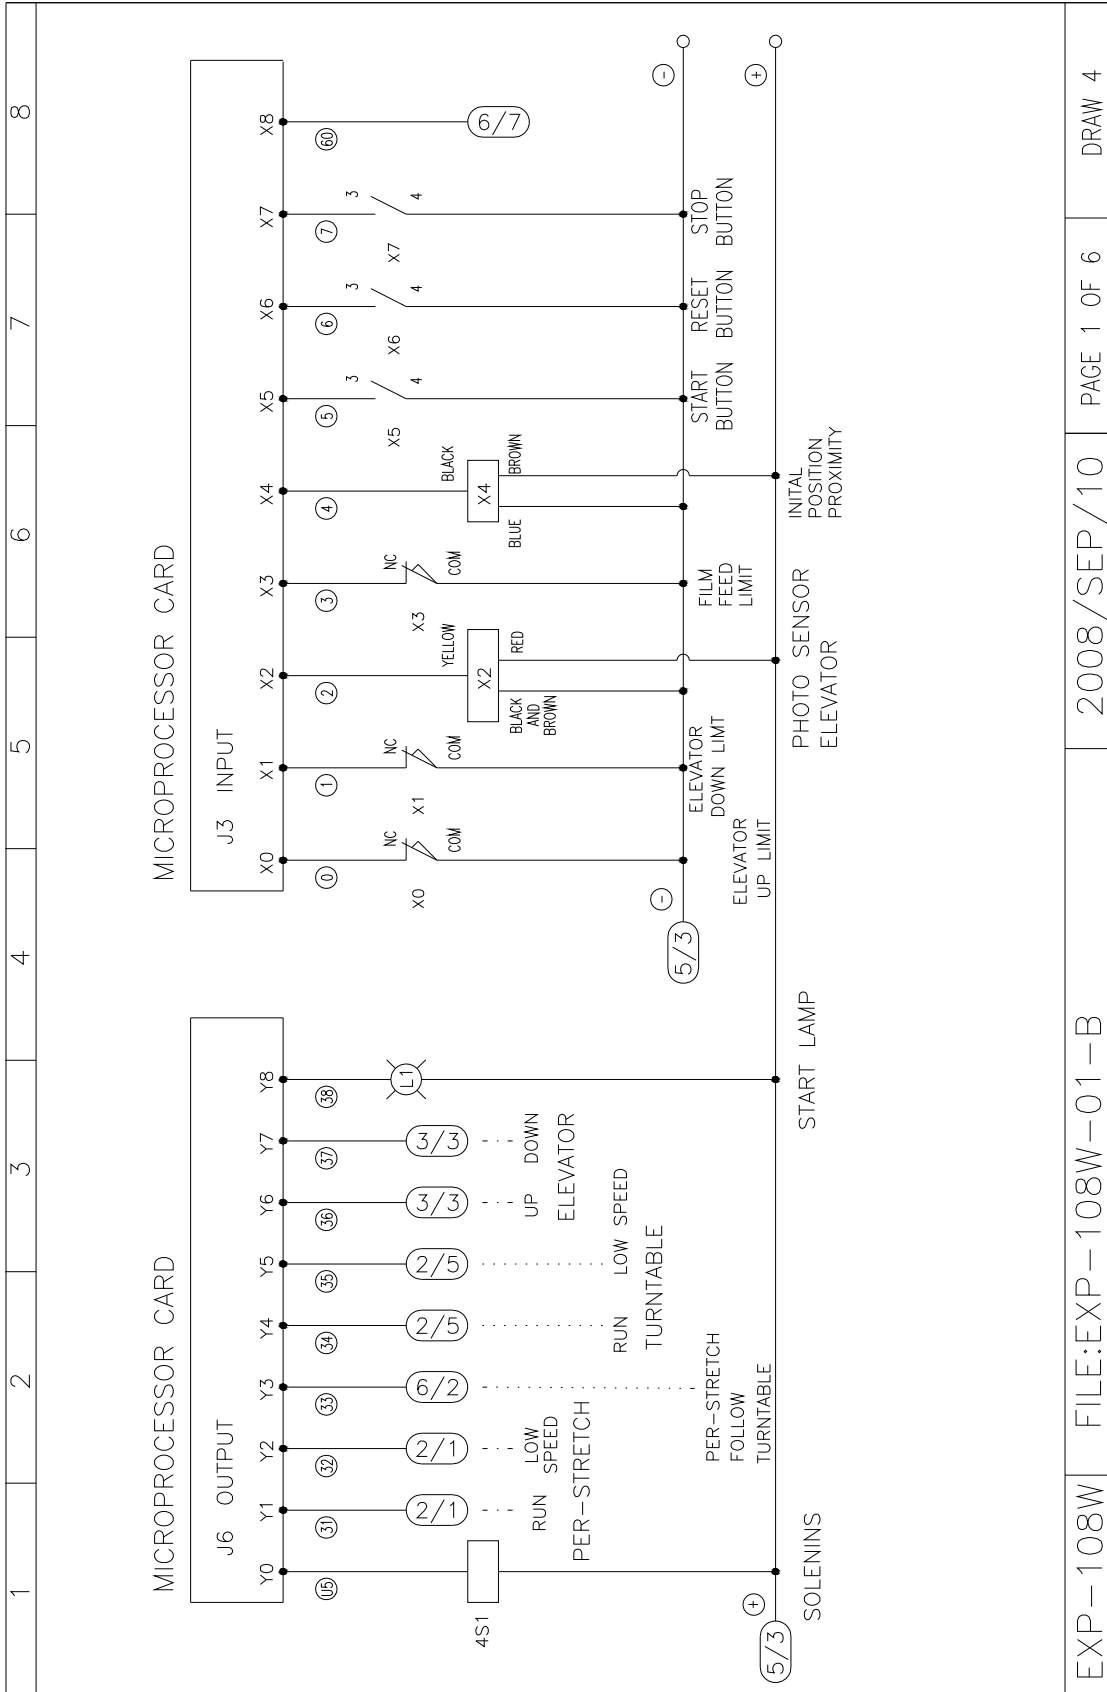 1
2
3
4
5
6
7
8
MICROPROCESSOR CARD
J6 OUTPUT
Y0
Y1
Y2
Y3
Y4
Y5
Y6
Y7
Y8
U5
31
32
33
34
35
36
37
38
4S1
2/1
2/1
6/2
2/5
2/5
3/3
3/3
L1
RUN
LOW
SPEED
PER-STRETCH
PER-STRETCH
FOLLOW
TURNTABLE
RUN
LOW SPEED
TURNTABLE
UP
DOWN
ELEVATOR
5/3
+
SOLENINS
START LAMP
MICROPROCESSOR CARD
J3 INPUT
X0
X1
X2
X3
X4
X5
X6
X7
X8
0
1
2
3
4
5
6
7
60
NC
COM
X0
NC
COM
X1
YELLOW
X2
RED
BLACK
AND
BROWN
NC
COM
X3
BLACK
X4
BROWN
BLUE
3
4
X5
3
4
X6
3
4
X7
6/7
5/3
-
-
+
ELEVATOR
UP LIMIT
ELEVATOR
DOWN LIMT
PHOTO SENSOR
ELEVATOR
FILM
FEED
LIMIT
INITAL
POSITION
PROXIMITY
START
BUTTON
RESET
BUTTON
STOP
BUTTON
EXP-108W
FILE:EXP-108W-01-B
2008/SEP/10
PAGE 1 OF 6
DRAW 4